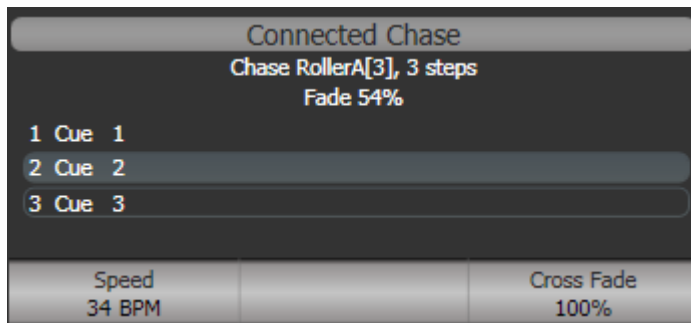 Connected Chase
Chase RollerA[3], 3 steps
Fade 54%
1 Cue 1
2 Cue 2
3 Cue 3
Speed
34 BPM
Cross Fade
100%